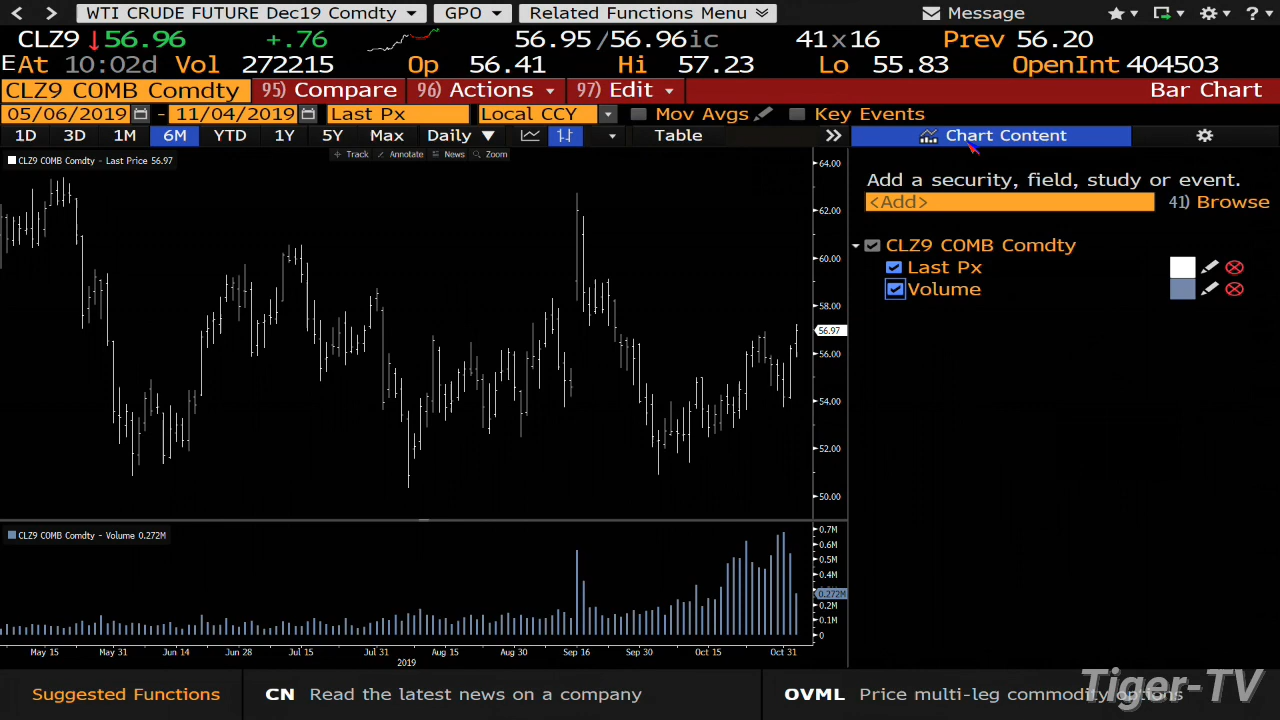 WTI CRUDE FUTURE Dec19 Comdty GPO Related Functions Menu Message ?
CLZ9 ↓56.96 +.76 56.95/56.96ic 41x16 Prev 56.20
E At 10:02d Vol 272215 Op 56.41 Hi 57.23 Lo 55.83 OpenInt 404503
CLZ9 COMB Comdty 95) Compare 96) Actions 97) Edit Bar Chart
05/06/2019 - 11/04/2019 Last Px Local CCY Mov Avgs Key Events
1D 3D 1M 6M YTD 1Y 5Y Max Daily ▼ Table Chart Content
CLZ9 COMB Comdty - Last Price 56.97 Track Annotate News Zoom
Add a security, field, study or event.
<Add> 41) Browse
CLZ9 COMB Comdty
Last Px
Volume
64.00
62.00
60.00
58.00
56.97
56.00
54.00
52.00
50.00
CLZ9 COMB Comdty - Volume 0.272M
0.7M
0.6M
0.5M
0.4M
0.272M
0.2M
0.1M
0
May 15 May 31 Jun 14 Jun 28 Jul 15 Jul 31 Aug 15 Aug 30 Sep 16 Sep 30 Oct 15 Oct 31
2019
Suggested Functions CN Read the latest news on a company OVML Price multi-leg commodity options
Tiger-TV